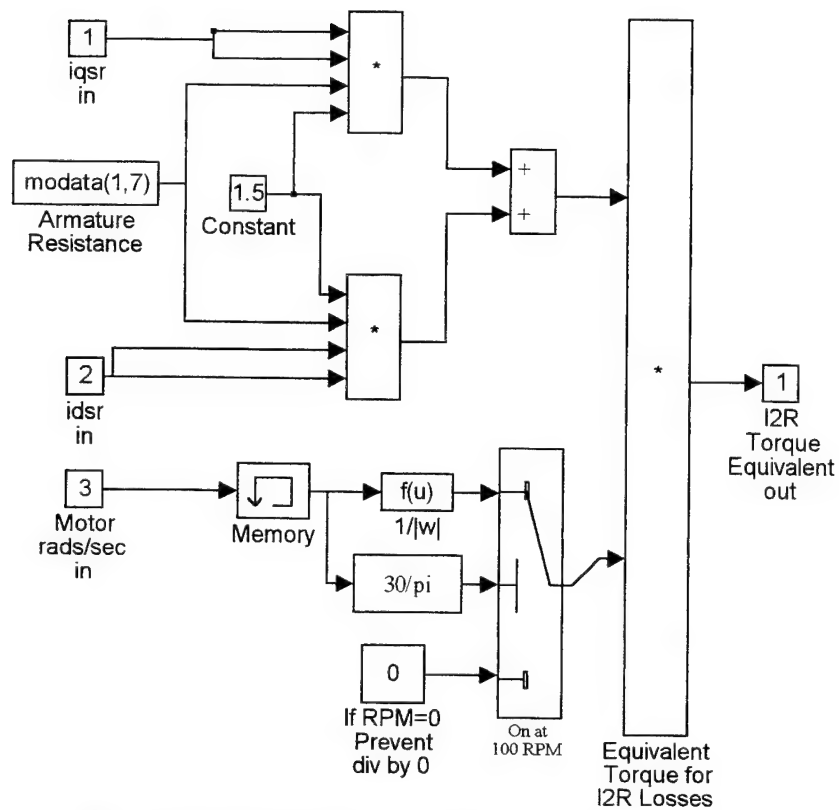 1
iqsr
in
*
modata(1,7)
Armature
Resistance
1.5
Constant
+
+
*
2
idsr
in
*
1
I2R
Torque
Equivalent
out
3
Motor
rads/sec
in
Memory
f(u)
1/|w|
30/pi
0
If RPM=0
Prevent
div by 0
On at
100 RPM
Equivalent
Torque for
I2R Losses